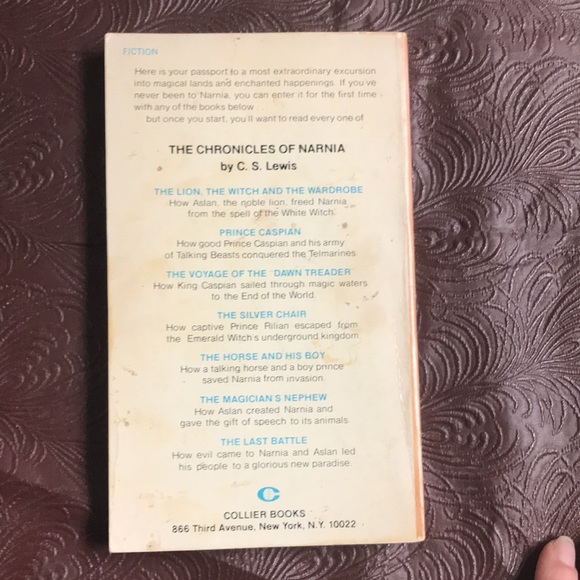 FICTION
Here is your passport to a most extraordinary excursion
into magical lands and enchanted happenings. If you've
never been to Narnia, you can enter it for the first time
with any of the books below . . .
but once you start, you'll want to read every one of
THE CHRONICLES OF NARNIA
by C. S. Lewis
THE LION, THE WITCH AND THE WARDROBE
How Aslan, the noble lion, freed Narnia
from the spell of the White Witch.
PRINCE CASPIAN
How good Prince Caspian and his army
of Talking Beasts conquered the Telmarines.
THE VOYAGE OF THE "DAWN TREADER"
How King Caspian sailed through magic waters
to the End of the World.
THE SILVER CHAIR
How captive Prince Rilian escaped from
the Emerald Witch's underground kingdom.
THE HORSE AND HIS BOY
How a talking horse and a boy prince
saved Narnia from invasion.
THE MAGICIAN'S NEPHEW
How Aslan created Narnia and
gave the gift of speech to its animals.
THE LAST BATTLE
How evil came to Narnia and Aslan led
his people to a glorious new paradise.
C
COLLIER BOOKS
866 Third Avenue, New York, N.Y. 10022